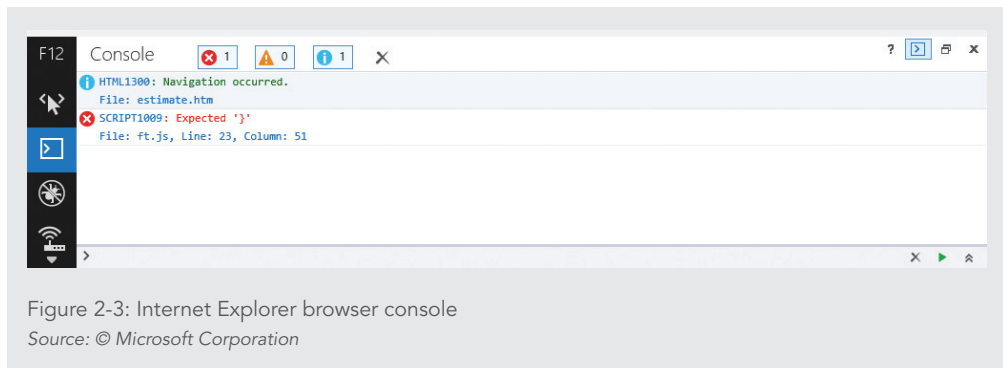 F12 Console 1 0 1 ? x
HTML1300: Navigation occurred.
File: estimate.htm
SCRIPT1009: Expected '}'
File: ft.js, Line: 23, Column: 51
>
Figure 2-3: Internet Explorer browser console
Source: © Microsoft Corporation